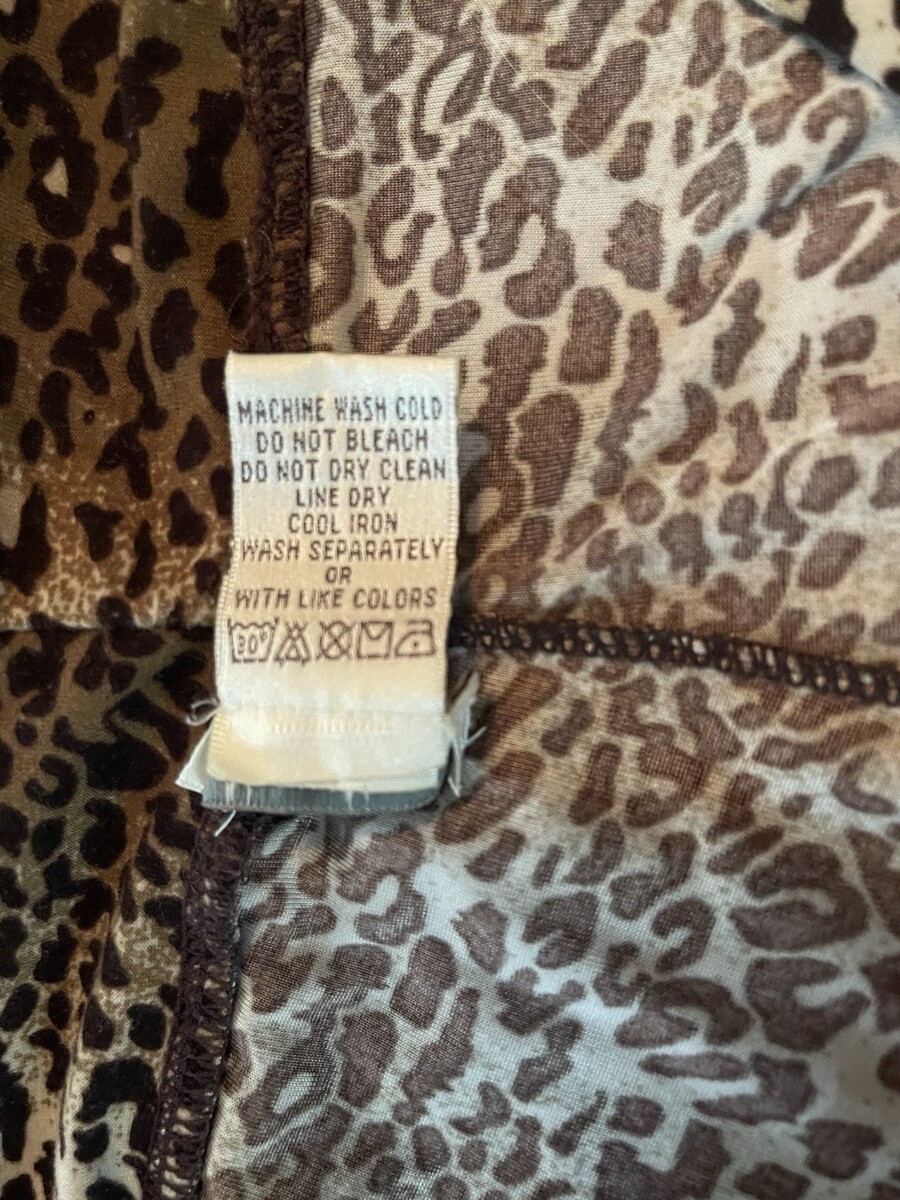 MACHINE WASH COLD
DO NOT BLEACH
DO NOT DRY CLEAN
LINE DRY
COOL IRON
WASH SEPARATELY
OR
WITH LIKE COLORS
30°